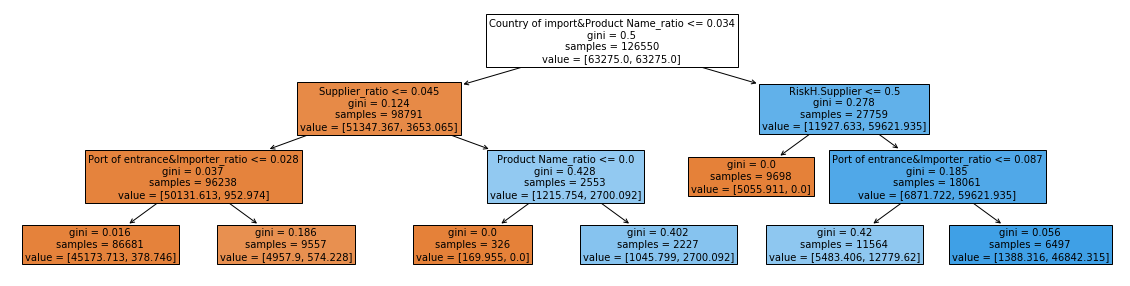 Country of import&Product Name_ratio <= 0.034
gini = 0.5
samples = 126550
value = [63275.0, 63275.0]
Supplier_ratio <= 0.045
gini = 0.124
samples = 98791
value = [51347.367, 3653.065]
RiskH.Supplier <= 0.5
gini = 0.278
samples = 27759
value = [11927.633, 59621.935]
Port of entrance&Importer_ratio <= 0.028
gini = 0.037
samples = 96238
value = [50131.613, 952.974]
Product Name_ratio <= 0.0
gini = 0.428
samples = 2553
value = [1215.754, 2700.092]
gini = 0.0
samples = 9698
value = [5055.911, 0.0]
Port of entrance&Importer_ratio <= 0.087
gini = 0.185
samples = 18061
value = [6871.722, 59621.935]
gini = 0.016
samples = 86681
value = [45173.713, 378.746]
gini = 0.186
samples = 9557
value = [4957.9, 574.228]
gini = 0.0
samples = 326
value = [169.955, 0.0]
gini = 0.402
samples = 2227
value = [1045.799, 2700.092]
gini = 0.42
samples = 11564
value = [5483.406, 12779.62]
gini = 0.056
samples = 6497
value = [1388.316, 46842.315]